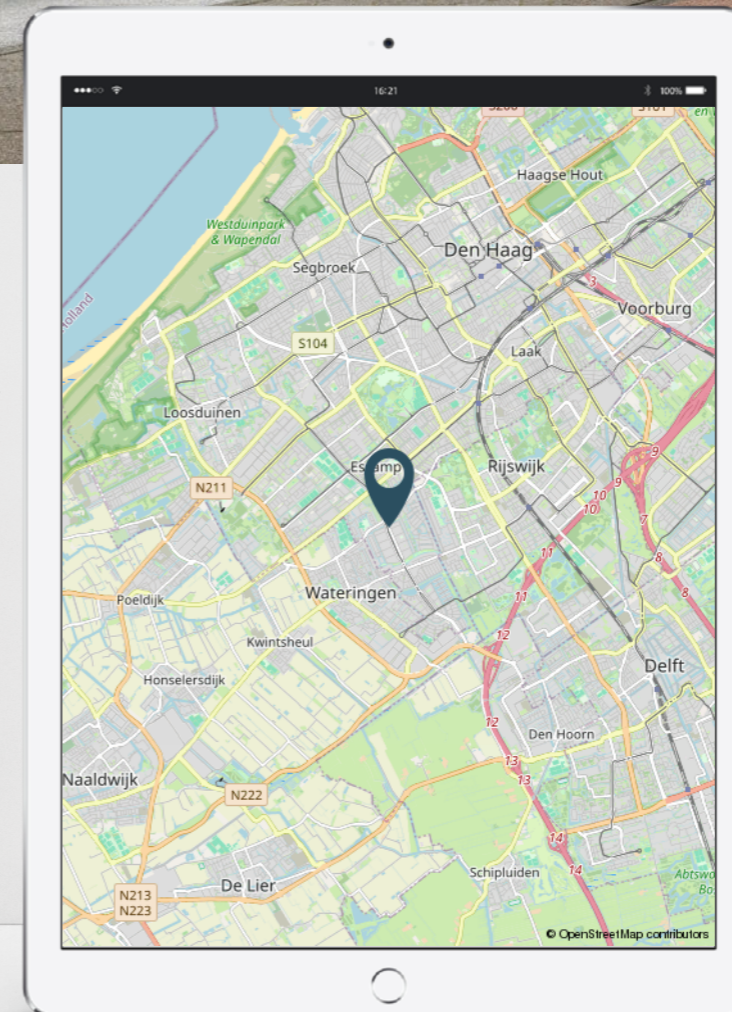 16:21
100%
Haagse Hout
Westduinpark
& Wapendal
Den Haag
Segbroek
Holland
3
Voorburg
S104
Laak
Loosduinen
9
Rijswijk
N211
9
10
10
7
11
8
Wateringen
11
8
Poeldijk
12
Kwintsheul
Delft
Honselersdijk
12
Den Hoorn
13
Naaldwijk
13
N222
14
Schipluiden
14
De Lier
N213
N223
© OpenStreetMap contributors